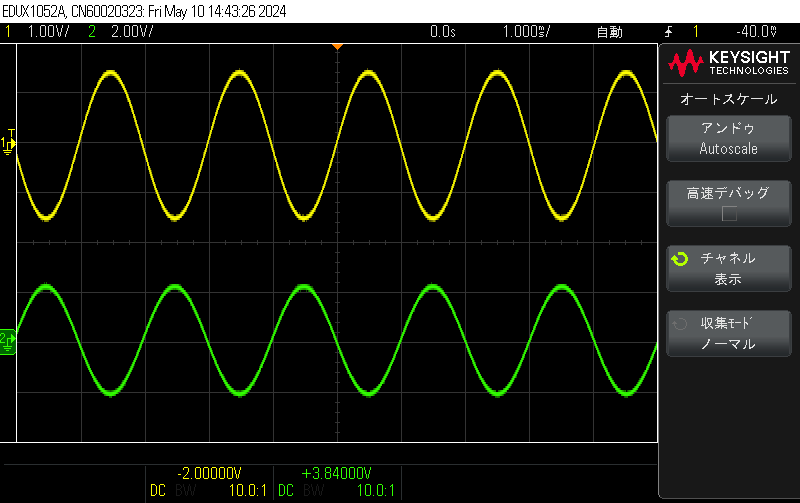 EDUX1052A, CN60020323: Fri May 10 14:43:26 2024
1 1.00V/ 2 2.00V/ 0.0s 1.000ms/ 自動 1 -40.0V
KEYSIGHT
TECHNOLOGIES
オートスケール
アンドゥ
Autoscale
高速デバッグ
チャネル
表示
収集モード
ノーマル
T
1
2
-2.00000V +3.84000V
DC BW 10.0:1 DC BW 10.0:1